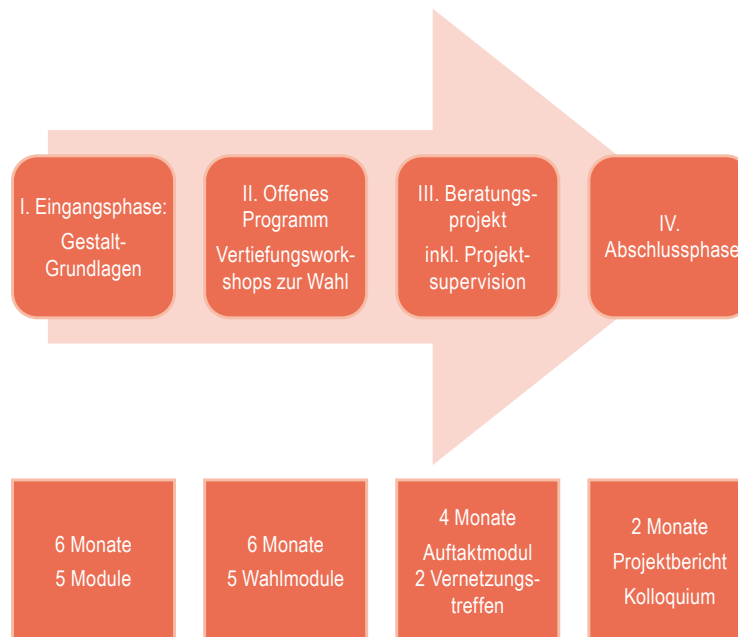 I. Eingangsphase:
Gestalt-
Grundlagen
II. Offenes
Programm
Vertiefungswork-
shops zur Wahl
III. Beratungs-
projekt
inkl. Projekt-
supervision
IV.
Abschlussphase
6 Monate
5 Module
6 Monate
5 Wahlmodule
4 Monate
Auftaktmodul
2 Vernetzungs-
treffen
2 Monate
Projektbericht
Kolloquium